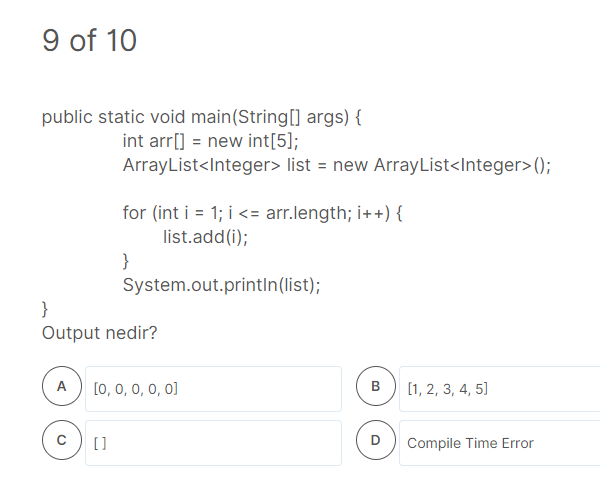 9 of 10
public static void main(String[] args) {
int arr[] = new int[5];
ArrayList<Integer> list = new ArrayList<Integer>();
for (int i = 1; i <= arr.length; i++) {
list.add(i);
}
System.out.println(list);
}
Output nedir?
A [0, 0, 0, 0, 0]
B [1, 2, 3, 4, 5]
C [ ]
D Compile Time Error